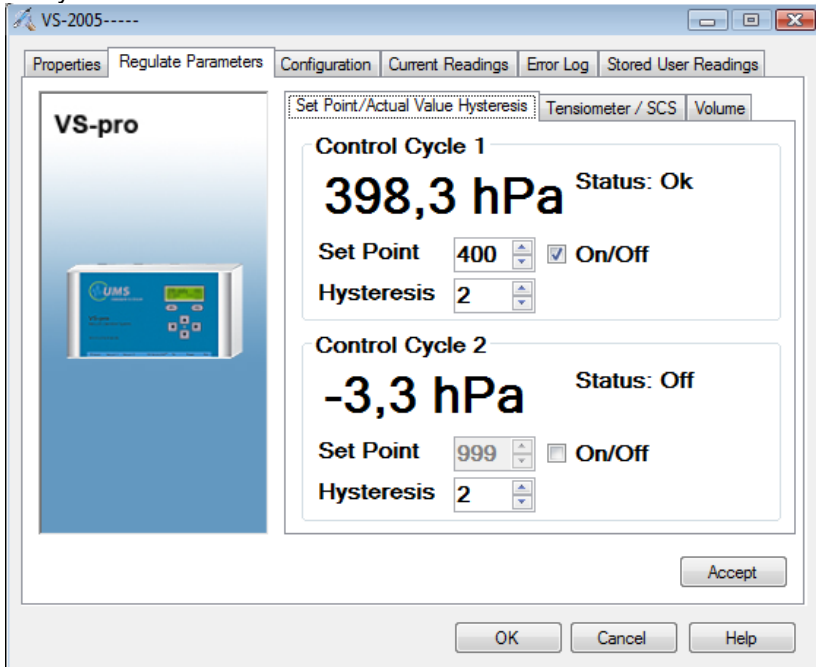 VS-2005-----
Properties Regulate Parameters Configuration Current Readings Error Log Stored User Readings
Set Point/Actual Value Hysteresis Tensiometer / SCS Volume
VS-pro
UMS
Control Cycle 1
398,3 hPa Status: Ok
Set Point 400 On/Off
Hysteresis 2
Control Cycle 2
-3,3 hPa Status: Off
Set Point 999 On/Off
Hysteresis 2
Accept
OK Cancel Help